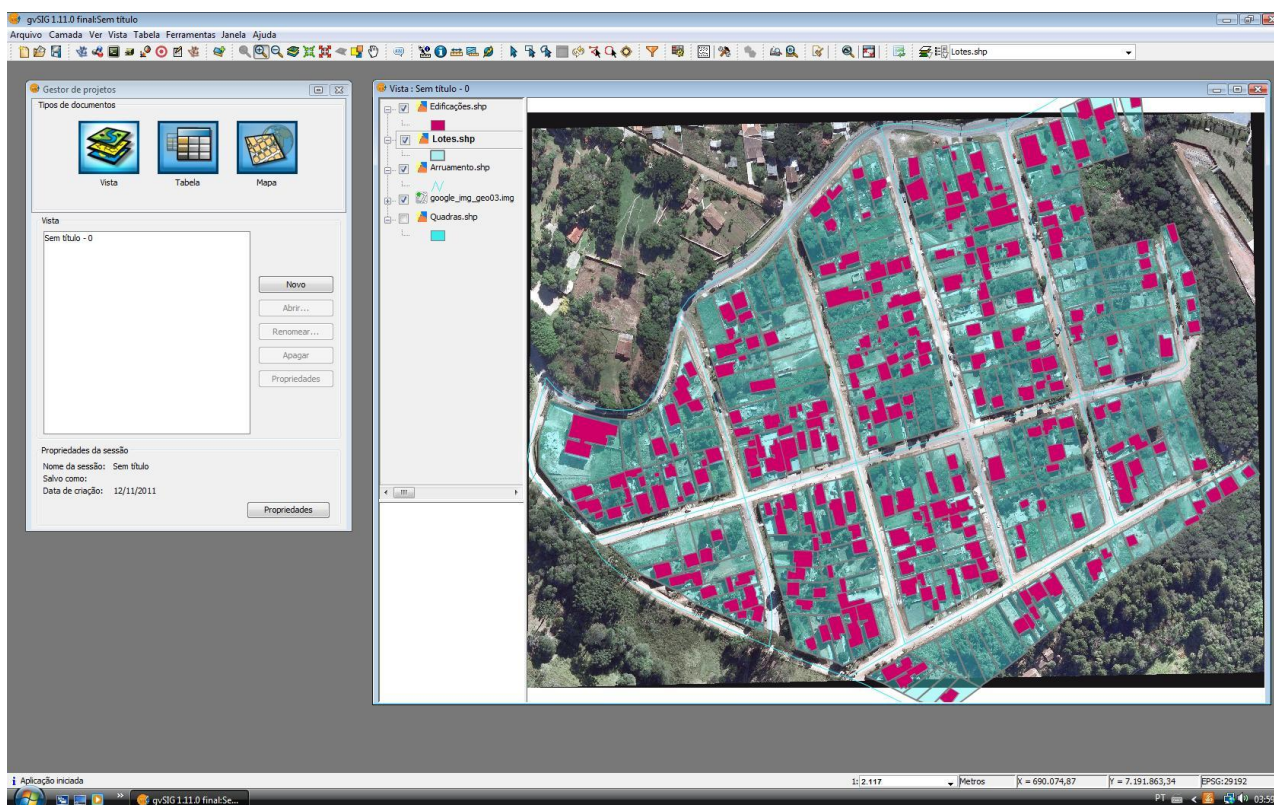 gvSIG 1.11.0 final:Sem título
Arquivo Camada Ver Vista Tabela Ferramentas Janela Ajuda
Lotes.shp
Gestor de projetos
Tipos de documentos
Vista Tabela Mapa
Vista
Sem título - 0
Novo
Abrir...
Renomear...
Apagar
Propriedades
Propriedades da sessão
Nome da sessão: Sem título
Salvo como:
Data de criação: 12/11/2011
Propriedades
Vista : Sem título - 0
Edificações.shp
Lotes.shp
Arruamento.shp
google_img_geo03.img
Quadras.shp
Aplicação iniciada
1: 2.117 Metros X = 690.074,87 Y = 7.191.863,34 EPSG:29192
gvSIG 1.11.0 final:Se...
PT 03:59